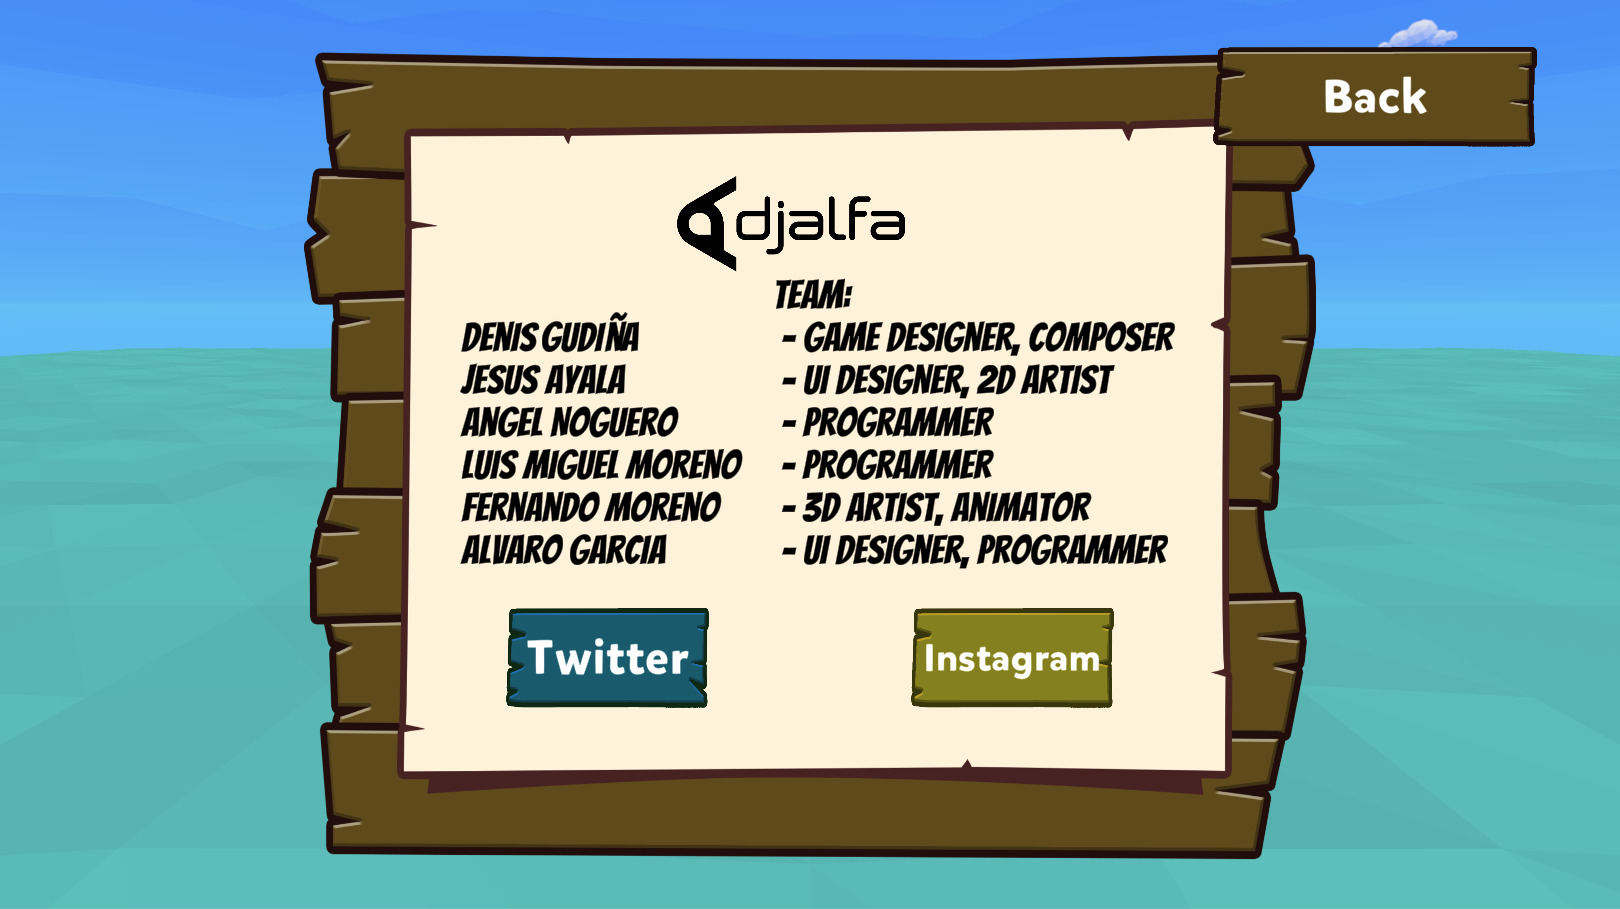 Back
djalfa
TEAM:
DENIS GUDIÑA - GAME DESIGNER, COMPOSER
JESUS AYALA - UI DESIGNER, 2D ARTIST
ANGEL NOGUERO - PROGRAMMER
LUIS MIGUEL MORENO - PROGRAMMER
FERNANDO MORENO - 3D ARTIST, ANIMATOR
ALVARO GARCIA - UI DESIGNER, PROGRAMMER
Twitter Instagram